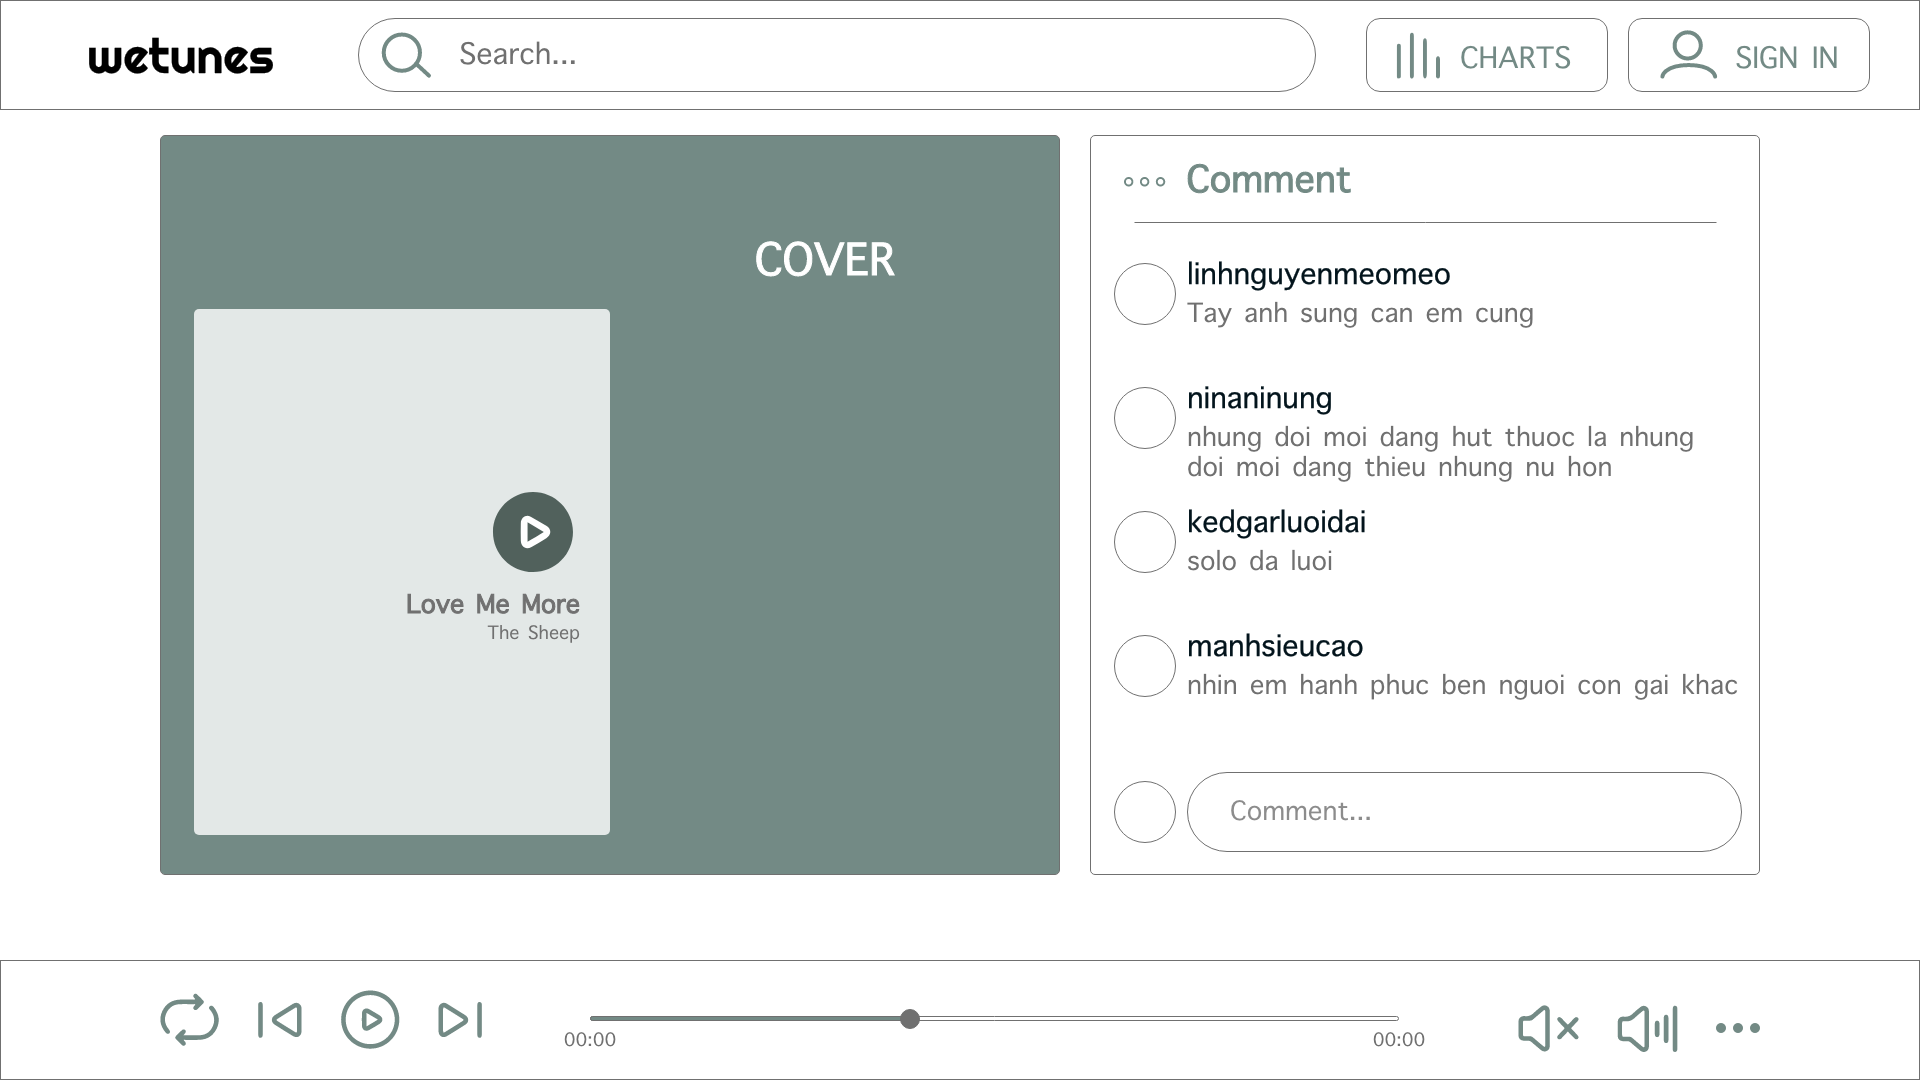 wetunes
Search...
CHARTS
SIGN IN
COVER
Love Me More
The Sheep
Comment
linhnguyenmeomeo
Tay anh sung can em cung
ninaninung
nhung doi moi dang hut thuoc la nhung
doi moi dang thieu nhung nu hon
kedgarluoidai
solo da luoi
manhsieucao
nhin em hanh phuc ben nguoi con gai khac
Comment...
00:00
00:00